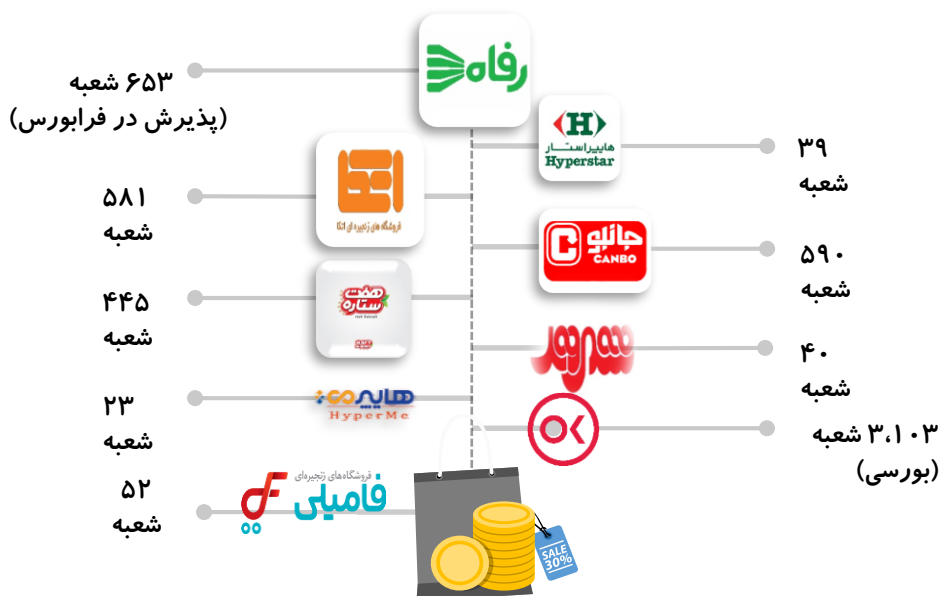 رفاه
۶۵۳ شعبه
(پذیرش در فرابورس)
هایپراستار
Hyperstar
۳۹
شعبه
اتکا
فروشگاه های زنجیره ای اتکا
۵۸۱
شعبه
جانبو
CANBO
۵۹۰
شعبه
هفت
ستاره
۴۴۵
شعبه
شهروند
۴۰
شعبه
هایپرمی
HyperMe
۲۳
شعبه
OK
۳،۱۰۳ شعبه
(بورسی)
فروشگاه‌های زنجیره‌ای
فامیلی
۵۲
شعبه
SALE
30%